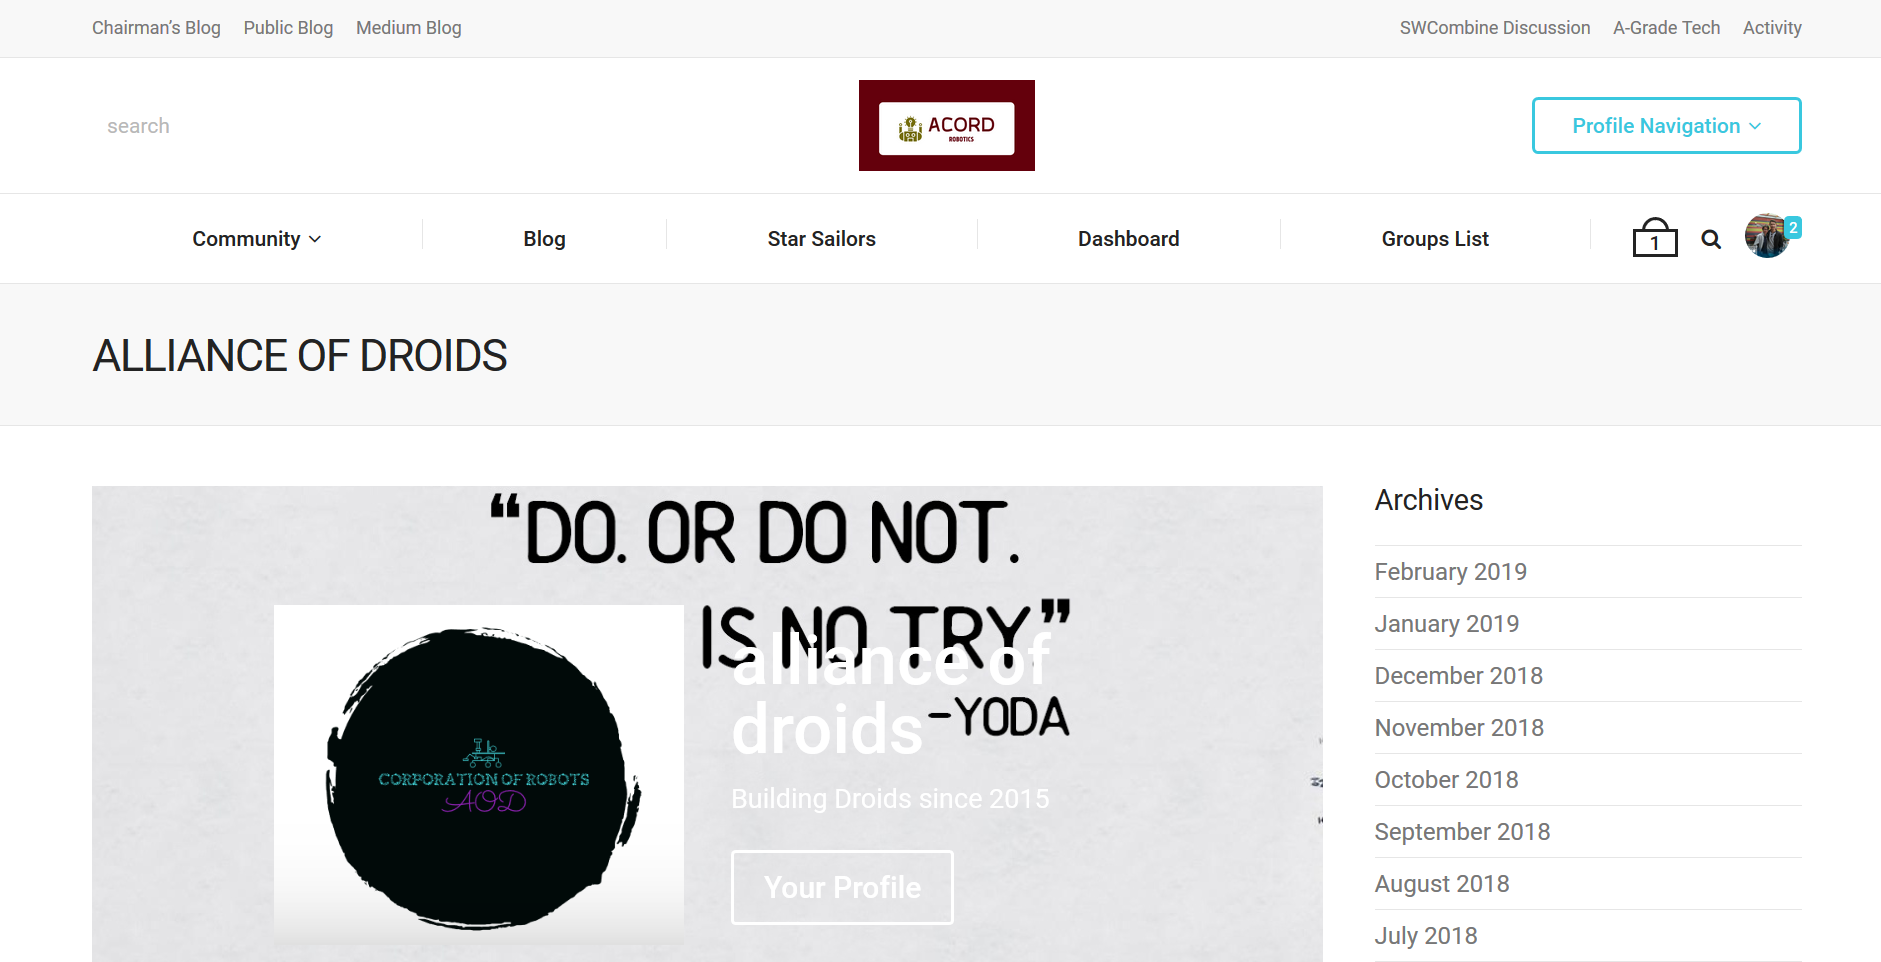 Chairman’s Blog Public Blog Medium Blog SWCombine Discussion A-Grade Tech Activity
search
ACORD
ROBOTICS
Profile Navigation
Community Blog Star Sailors Dashboard Groups List 1 2
ALLIANCE OF DROIDS
“DO. OR DO NOT.
IS NO TRY.”
-YODA
CORPORATION OF ROBOTS
AOD
alliance of
droids
Building Droids since 2015
Your Profile
Archives
February 2019
January 2019
December 2018
November 2018
October 2018
September 2018
August 2018
July 2018